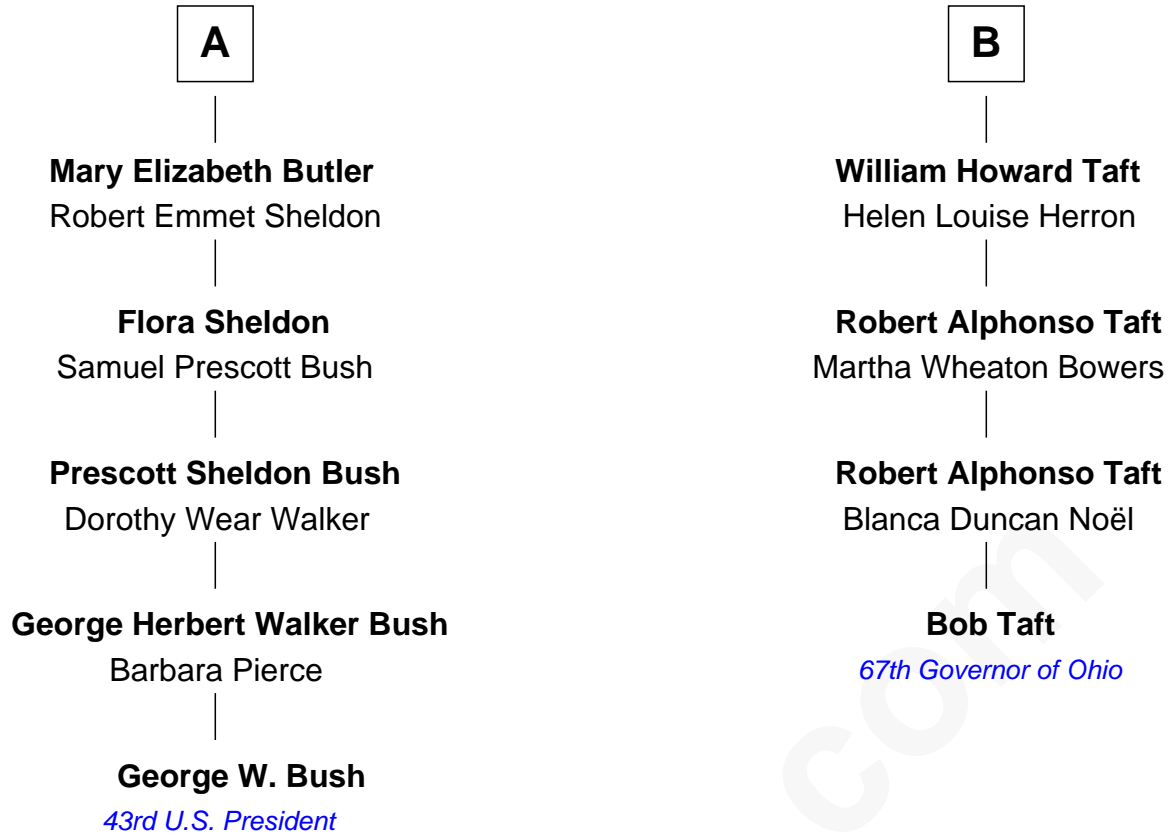 A
Mary Elizabeth Butler
Robert Emmet Sheldon
Flora Sheldon
Samuel Prescott Bush
Prescott Sheldon Bush
Dorothy Wear Walker
George Herbert Walker Bush
Barbara Pierce
George W. Bush
43rd U.S. President
B
William Howard Taft
Helen Louise Herron
Robert Alphonso Taft
Martha Wheaton Bowers
Robert Alphonso Taft
Blanca Duncan Noël
Bob Taft
67th Governor of Ohio
com